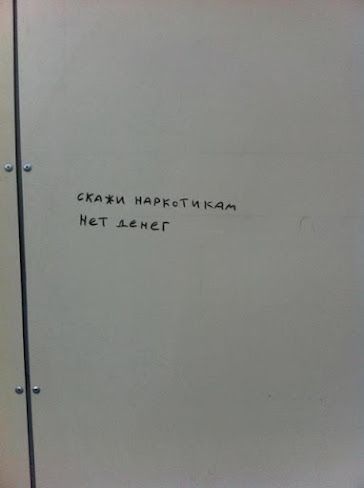 скажи наркотикам
нет денег